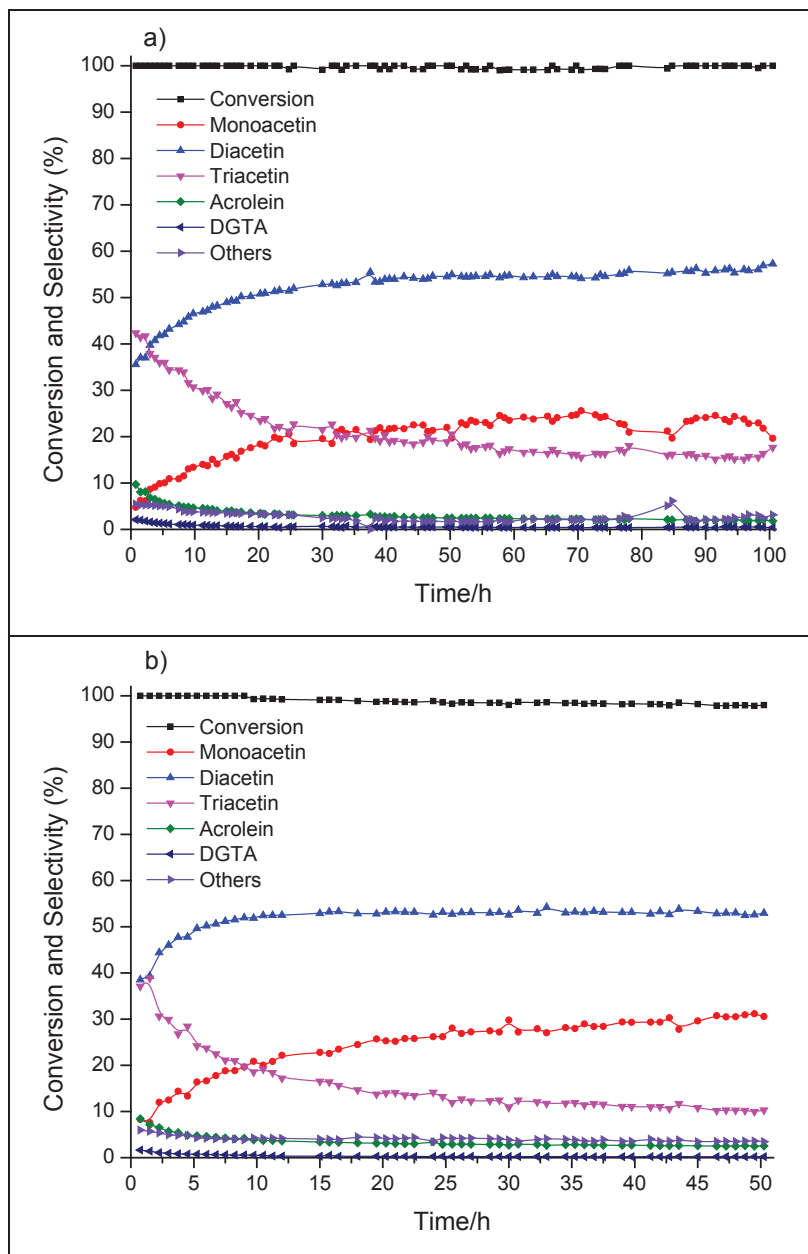 a)
Conversion and Selectivity (%)
100
90
80
70
60
50
40
30
20
10
0
Conversion
Monoacetin
Diacetin
Triacetin
Acrolein
DGTA
Others
0 10 20 30 40 50 60 70 80 90 100
Time/h
b)
Conversion and Selectivity (%)
100
90
80
70
60
50
40
30
20
10
0
Conversion
Monoacetin
Diacetin
Triacetin
Acrolein
DGTA
Others
0 5 10 15 20 25 30 35 40 45 50
Time/h